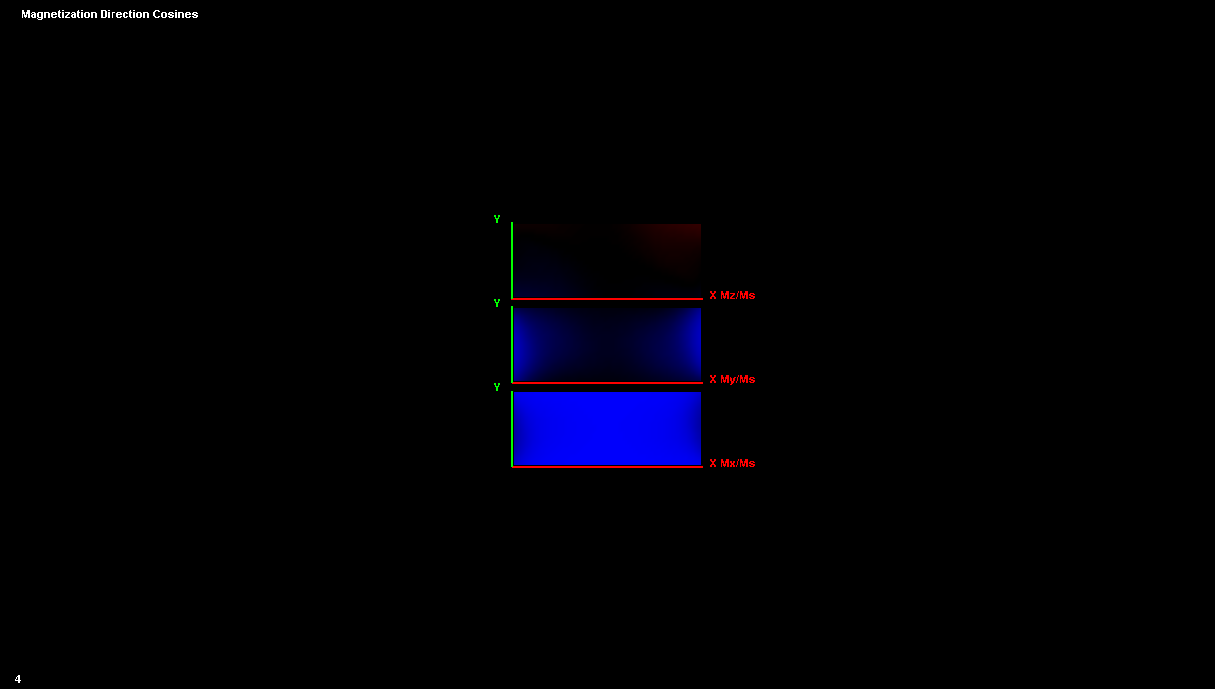 Magnetization Direction Cosines
Y
X Mz/Ms
Y
X My/Ms
Y
X Mx/Ms
4